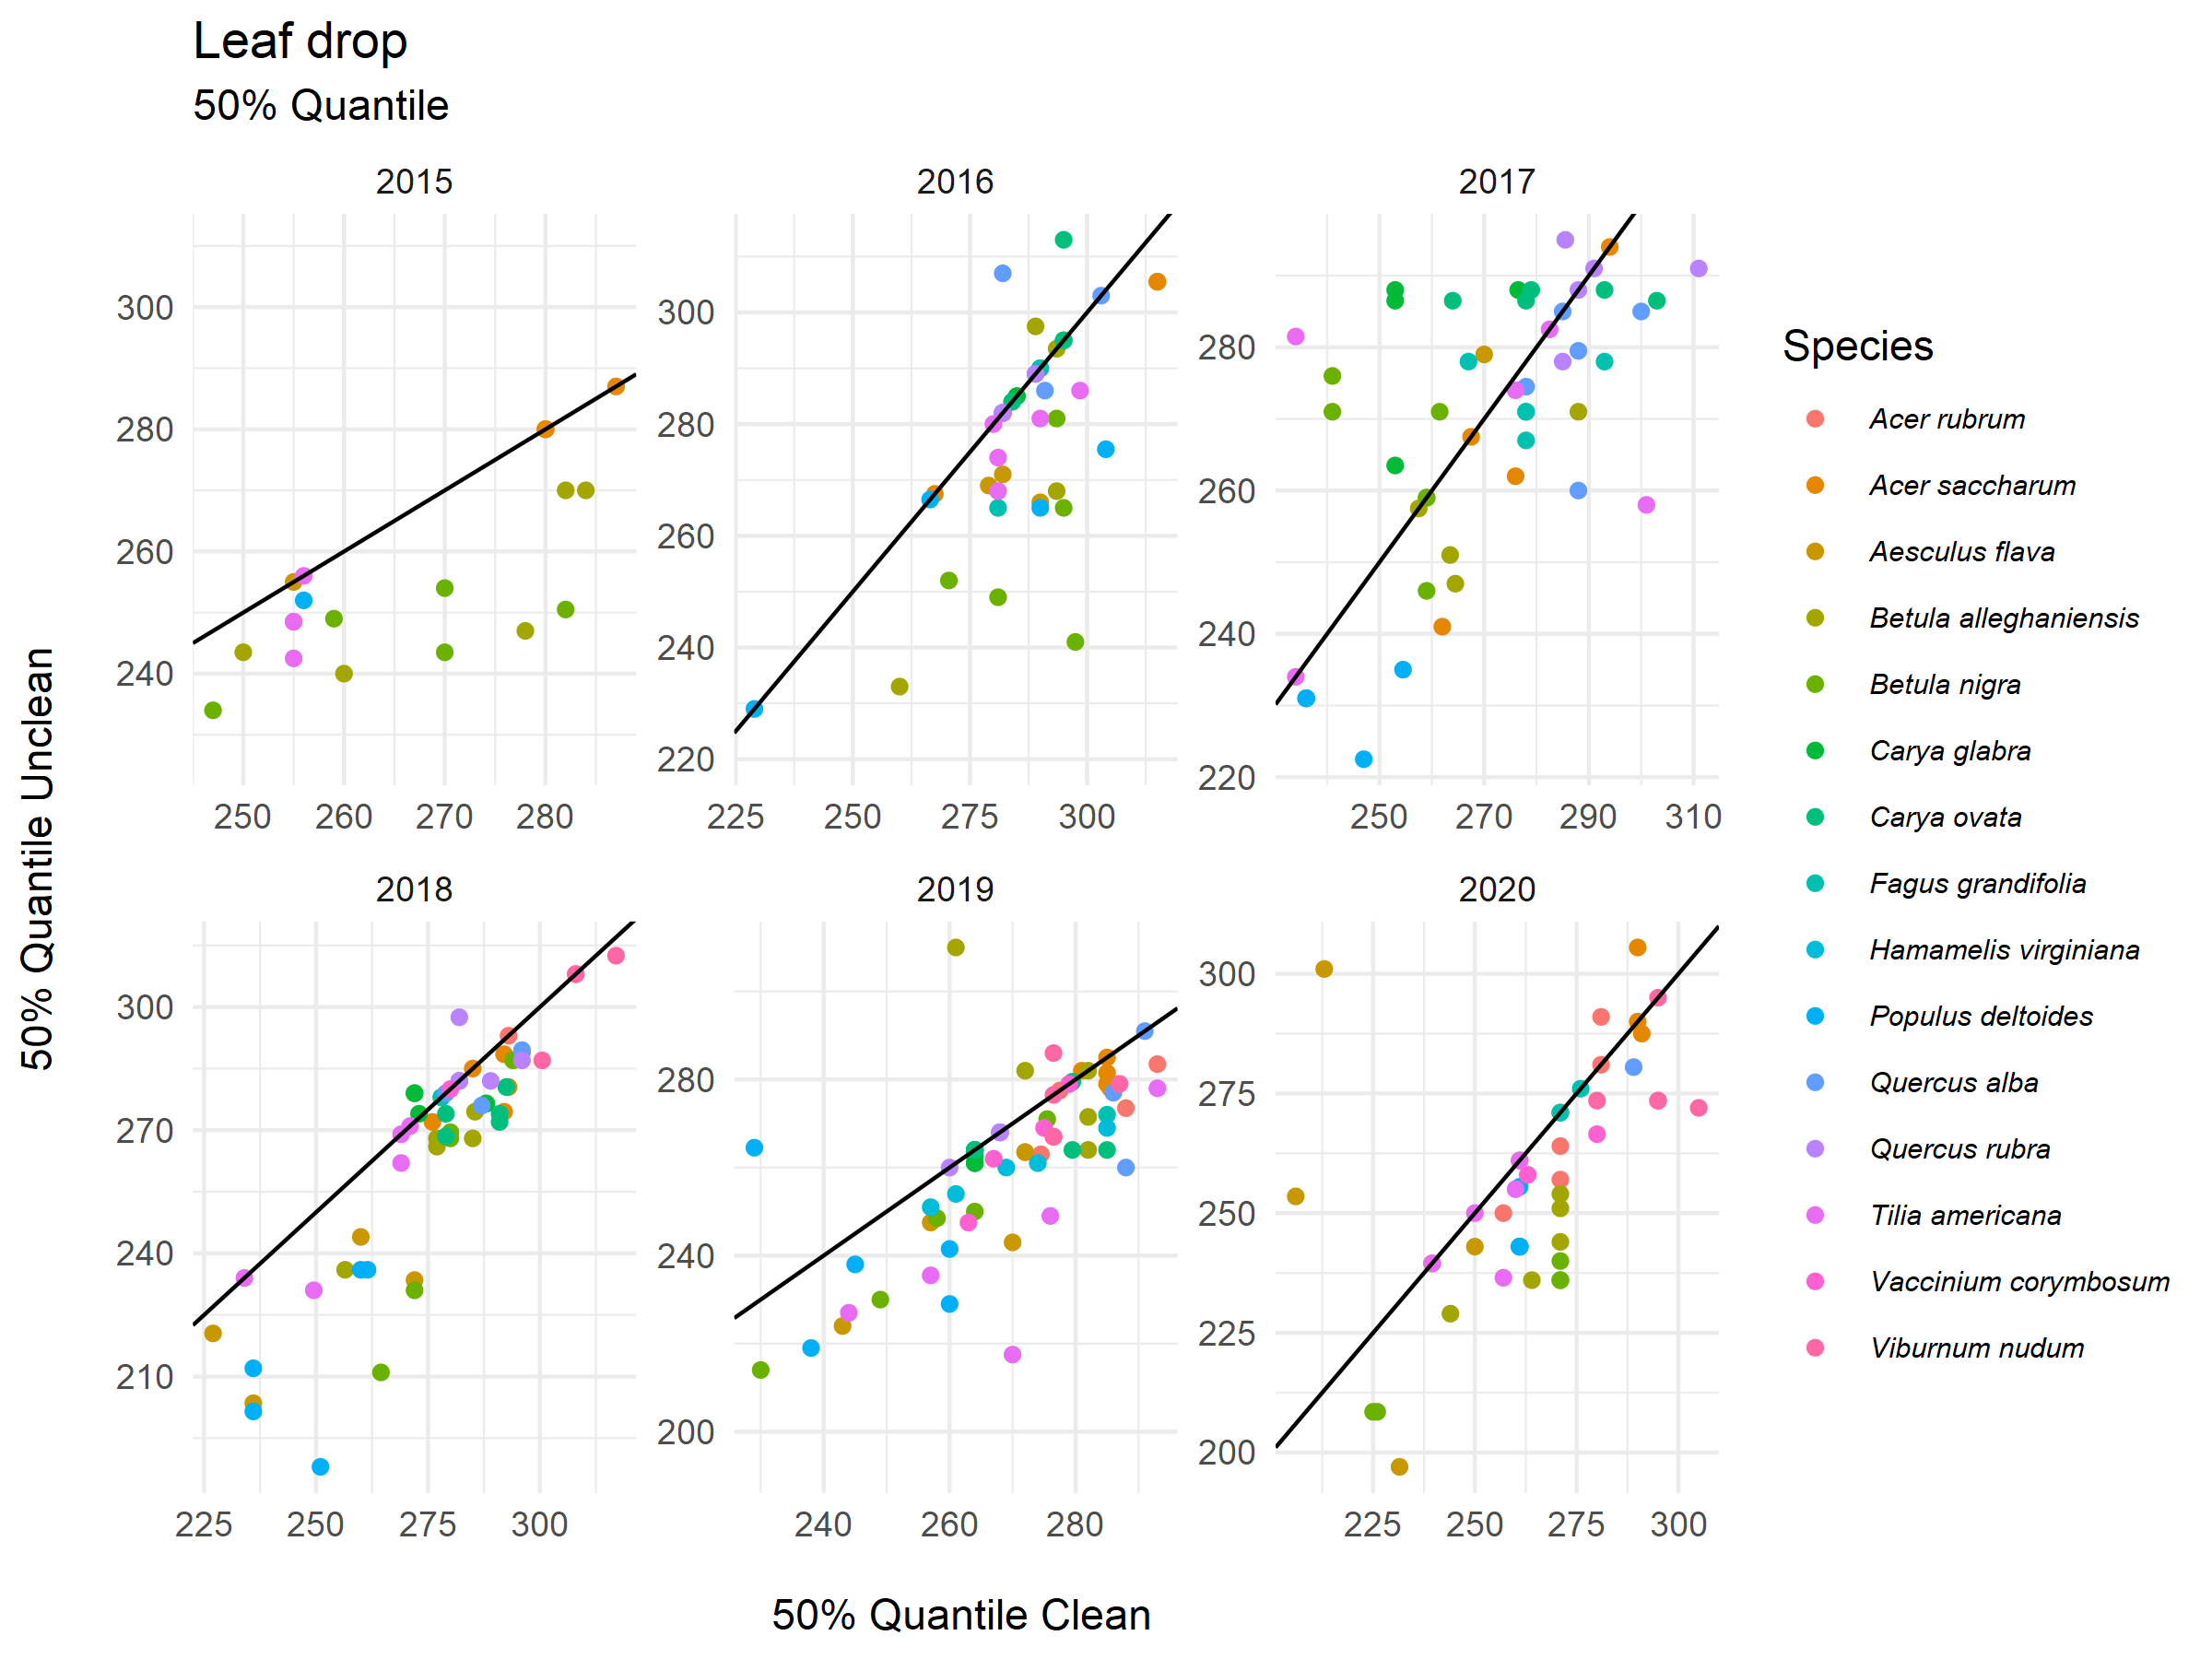 Leaf drop
50% Quantile
2015
2016
2017
300
280
260
240
250 260 270 280
300
280
260
240
220
225 250 275 300
280
260
240
220
250 270 290 310
2018
2019
2020
300
270
240
210
225 250 275 300
280
240
200
240 260 280
300
275
250
225
200
225 250 275 300
50% Quantile Unclean
50% Quantile Clean
Species
Acer rubrum
Acer saccharum
Aesculus flava
Betula alleghaniensis
Betula nigra
Carya glabra
Carya ovata
Fagus grandifolia
Hamamelis virginiana
Populus deltoides
Quercus alba
Quercus rubra
Tilia americana
Vaccinium corymbosum
Viburnum nudum